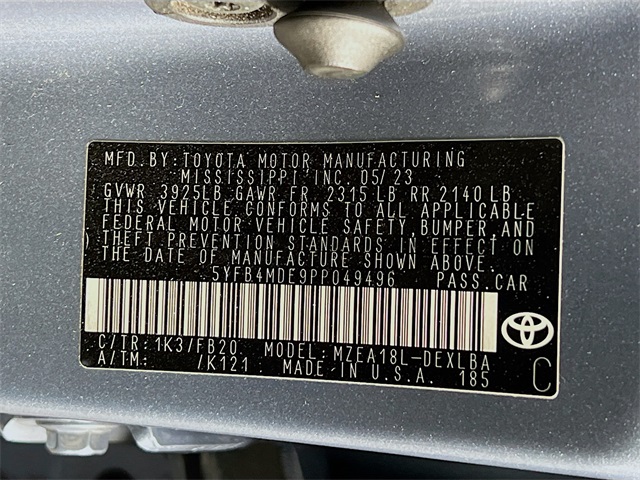 MFD.BY:TOYOTA MOTOR MANUFACTURING
MISSISSIPPI, INC. 05/23
GVWR 3925LB GAWR FR 2315 LB RR 2140 LB
THIS VEHICLE CONFORMS TO ALL APPLICABLE
FEDERAL MOTOR VEHICLE SAFETY, BUMPER, AND
THEFT PREVENTION STANDARDS IN EFFECT ON
THE DATE OF MANUFACTURE SHOWN ABOVE.
5YFB4MDE9PP049496 PASS.CAR
C/TR: 1K3/FB20 MODEL: MZEA18L-DEXLBA
A/TM: /K121 MADE IN U.S.A. 185 C